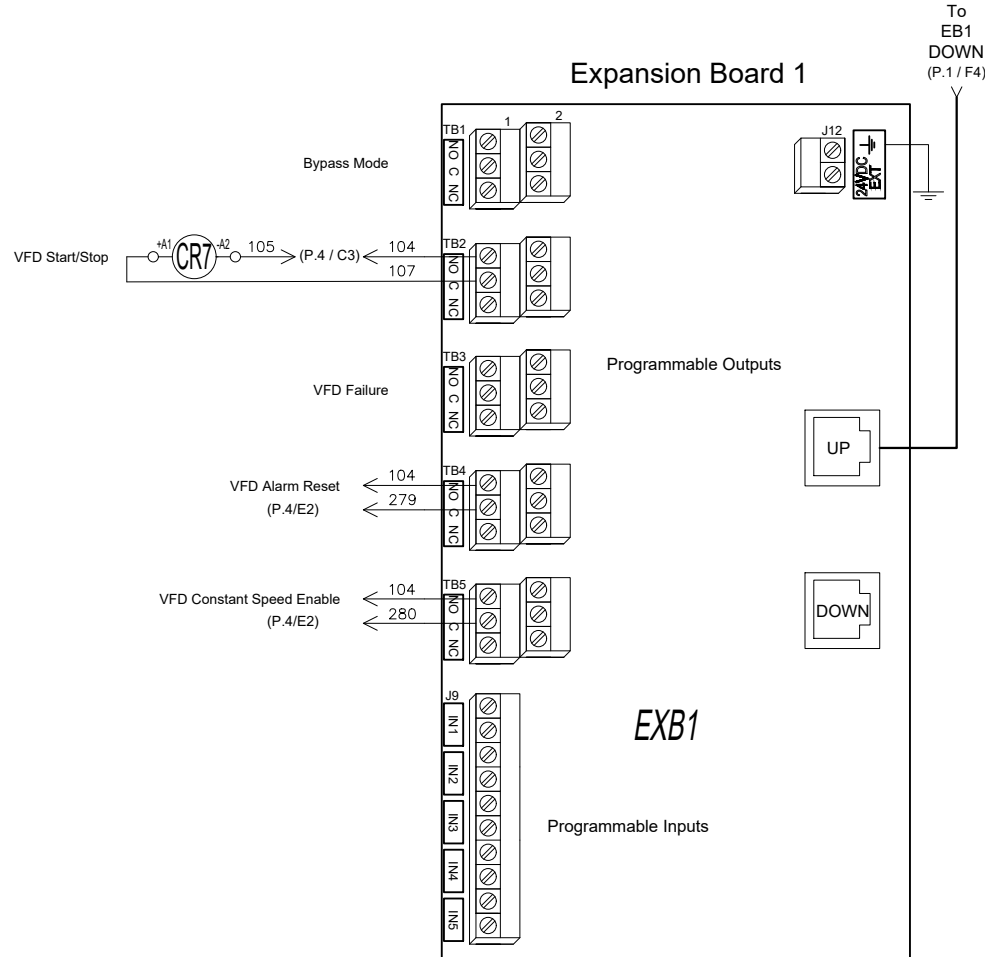 To
EB1
DOWN
(P.1 / F4)
Expansion Board 1
TB1
1
2
NO C NC
Bypass Mode
J12
24VDC
EXT
VFD Start/Stop
+A1
CR7
-A2
105
(P.4 / C3)
104
107
TB2
NO C NC
TB3
NO C NC
VFD Failure
Programmable Outputs
UP
VFD Alarm Reset
(P.4/E2)
104
279
TB4
NO C NC
VFD Constant Speed Enable
(P.4/E2)
104
280
TB5
NO C NC
DOWN
J9
IN1
IN2
IN3
IN4
IN5
EXB1
Programmable Inputs